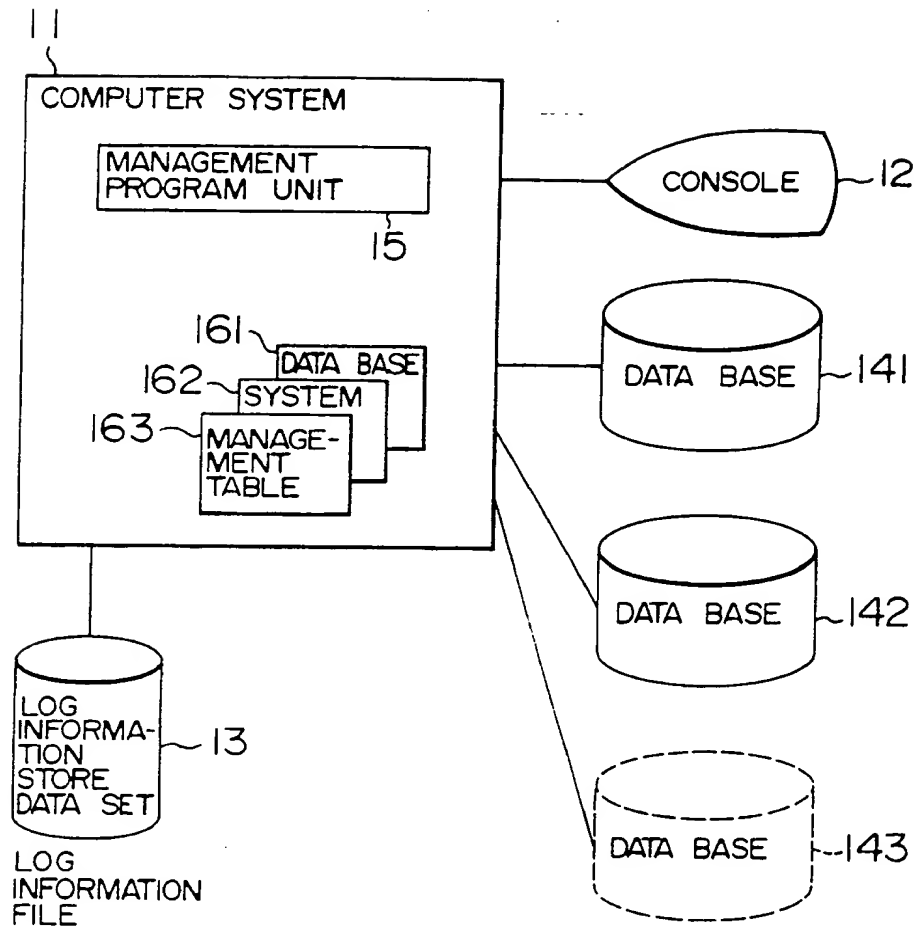 11
COMPUTER SYSTEM
MANAGEMENT
PROGRAM UNIT
15
CONSOLE
12
161
DATA BASE
162
SYSTEM
163
MANAGE-
MENT
TABLE
DATA BASE
141
DATA BASE
142
LOG
INFORMA-
TION
STORE
DATA SET
13
DATA BASE
143
LOG
INFORMATION
FILE